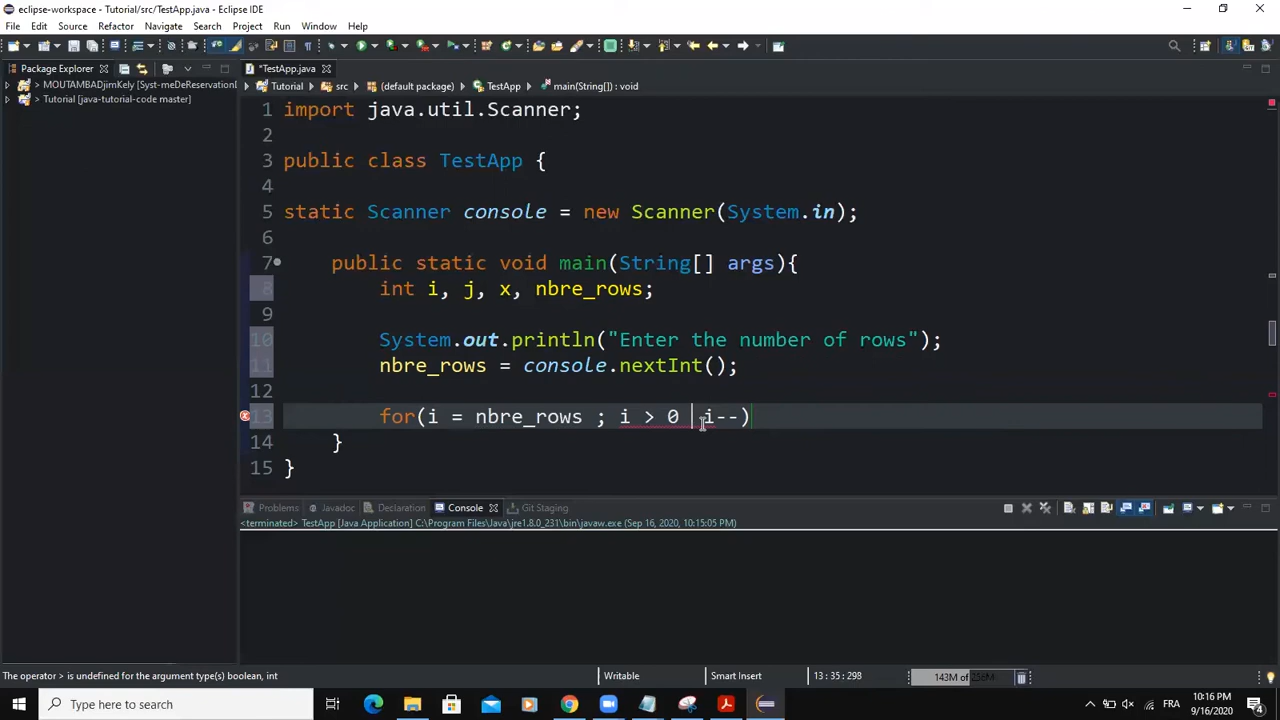 eclipse-workspace - Tutorial/src/TestApp.java - Eclipse IDE
File Edit Source Refactor Navigate Search Project Run Window Help
Package Explorer
*TestApp.java
> MOUTAMBADjimKely [Syst-meDeReservationD
> Tutorial [java-tutorial-code master]
Tutorial src (default package) TestApp main(String[]) : void
1 import java.util.Scanner;
2
3 public class TestApp {
4
5 static Scanner console = new Scanner(System.in);
6
7 public static void main(String[] args){
8 int i, j, x, nbre_rows;
9
10 System.out.println("Enter the number of rows");
11 nbre_rows = console.nextInt();
12
13 for(i = nbre_rows ; i > 0 i--)
14 }
15 }
Problems Javadoc Declaration Console Git Staging
<terminated> TestApp [Java Application] C:\Program Files\Java\jre1.8.0_231\bin\javaw.exe (Sep 16, 2020, 10:15:05 PM)
The operator > is undefined for the argument type(s) boolean, int
Writable
Smart Insert
13 : 35 : 298
143M of 236M
Type here to search
FRA
10:16 PM
9/16/2020
4